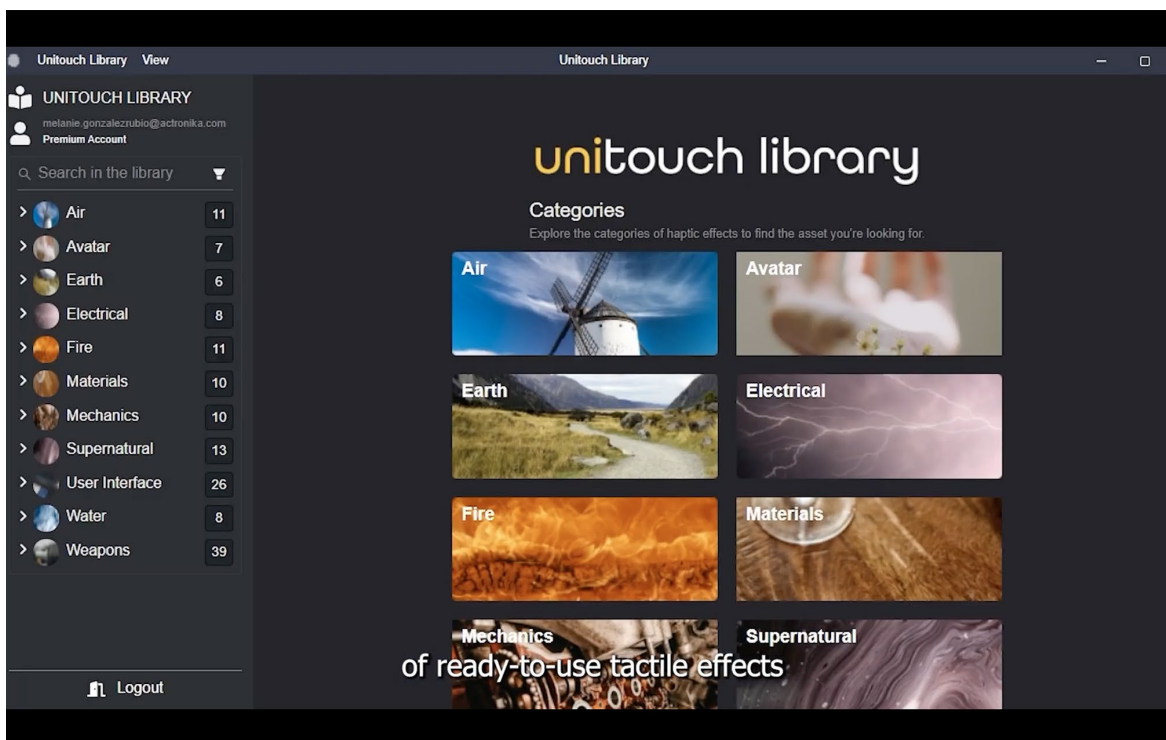 Unitouch Library View
Unitouch Library
UNITOUCH LIBRARY
melanie.gonzalezrubio@actronika.com
Premium Account
Search in the library
Air 11
Avatar 7
Earth 6
Electrical 8
Fire 11
Materials 10
Mechanics 10
Supernatural 13
User Interface 26
Water 8
Weapons 39
Logout
unitouch library
Categories
Explore the categories of haptic effects to find the asset you're looking for.
Air
Avatar
Earth
Electrical
Fire
Materials
Mechanics
Supernatural
of ready-to-use tactile effects